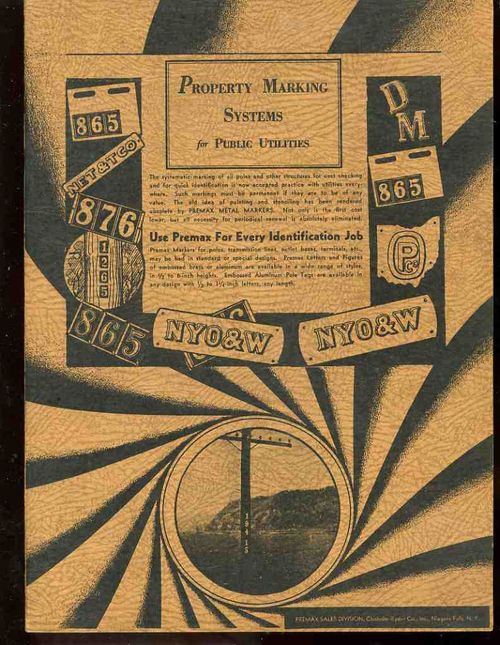 PROPERTY MARKING
SYSTEMS
for PUBLIC UTILITIES
865
NET&TCO.
876
1265
865
DM
865
PCo
The systematic marking of all poles and other structures for cost checking
and for quick identification is now accepted practice with utilities every-
where. Such markings must be permanent if they are to be of any
value. The old idea of painting and stenciling has been rendered
obsolete by PREMAX METAL MARKERS. Not only is the first cost
lower, but all necessity for periodical renewal is absolutely eliminated.
Use Premax For Every Identification Job
Premax Markers for poles, transmission lines, outlet boxes, terminals, etc.,
may be had in standard or special designs. Premax Letters and Figures
of embossed brass or aluminum are available in a wide range of styles,
in ½ to 6-inch heights. Embossed Aluminum Pole Tags are available in
any design with ½ to 1½-inch letters, any length.
NYO&W
NYO&W
194
15
PREMAX SALES DIVISION, Chisholm-Ryder Co., Inc., Niagara Falls, N. Y.